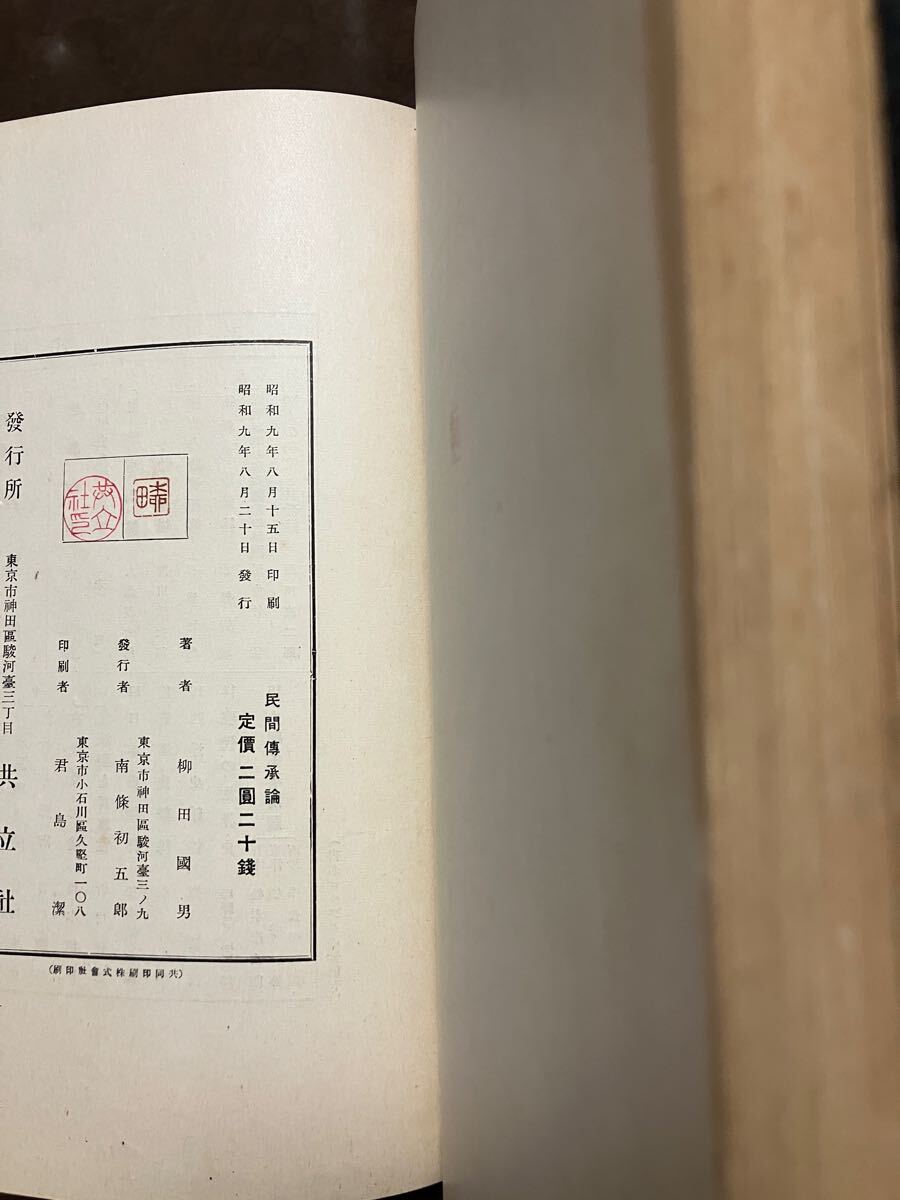 昭和九年八月十五日印刷
昭和九年八月二十日發行
民間傳承論
定價二圓二十錢
著者 柳田國男
東京市神田區駿河臺三ノ九
發行者 南條初五郎
東京市小石川區久堅町一〇八
印刷者 君島潔
發行所 東京市神田區駿河臺三丁目 共立社
共立社印
(共同印刷株式會社印刷)